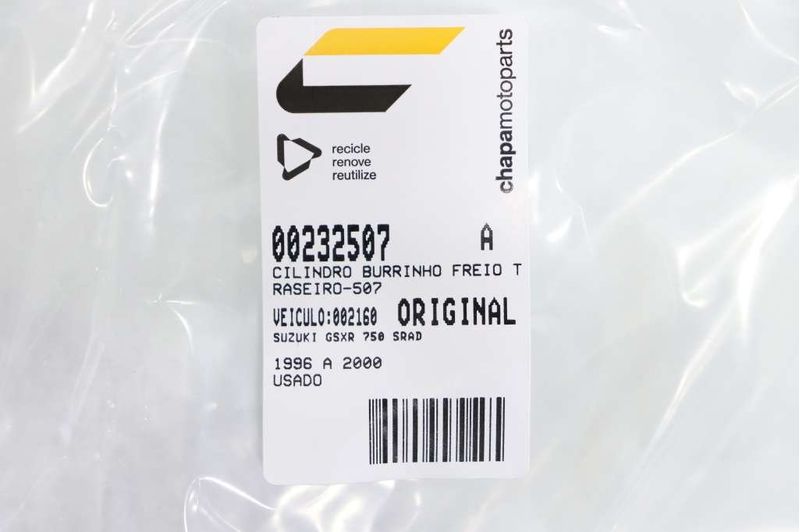 chapamotoparts
recicle
renove
reutilize
00232507 A
CILINDRO BURRINHO FREIO T
RASEIRO-507
VEICULO:002160 ORIGINAL
SUZUKI GSXR 750 SRAD
1996 A 2000
USADO